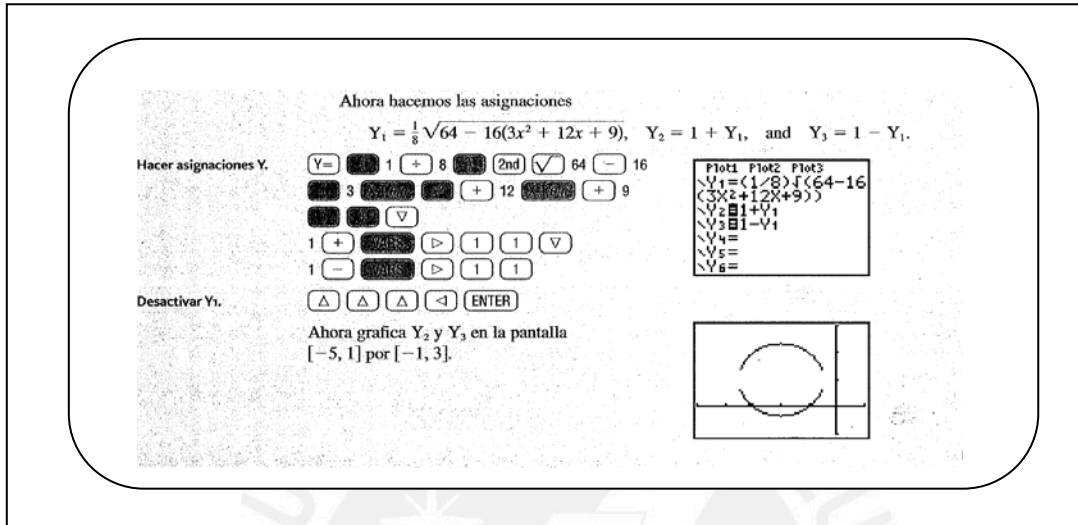 Ahora hacemos las asignaciones
Y₁ = ⅛√64 − 16(3x² + 12x + 9), Y₂ = 1 + Y₁, and Y₃ = 1 − Y₁.
Hacer asignaciones Y.
Y= 1 ÷ 8 2nd √ 64 − 16
3 + 12 + 9
▽
1 + VARS ▷ 1 1 ▽
1 − VARS ▷ 1 1
Desactivar Y₁.
△ △ △ ◁ ENTER
Ahora grafica Y₂ y Y₃ en la pantalla
[−5, 1] por [−1, 3].
Plot1 Plot2 Plot3
\Y₁=(1/8)√(64-16
(3X²+12X+9))
\Y₂=1+Y₁
\Y₃=1-Y₁
\Y₄=
\Y₅=
\Y₆=